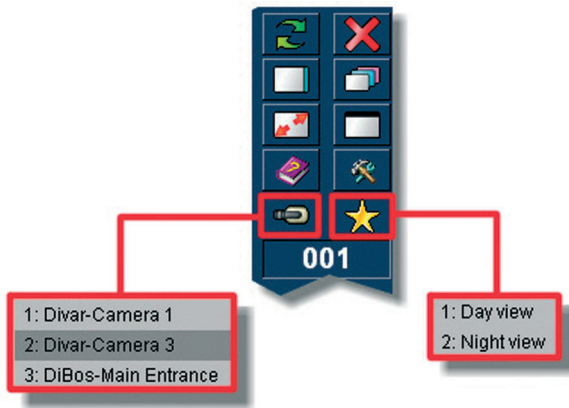 ?
001
1: Divar-Camera 1
2: Divar-Camera 3
3: DiBos-Main Entrance
1: Day view
2: Night view